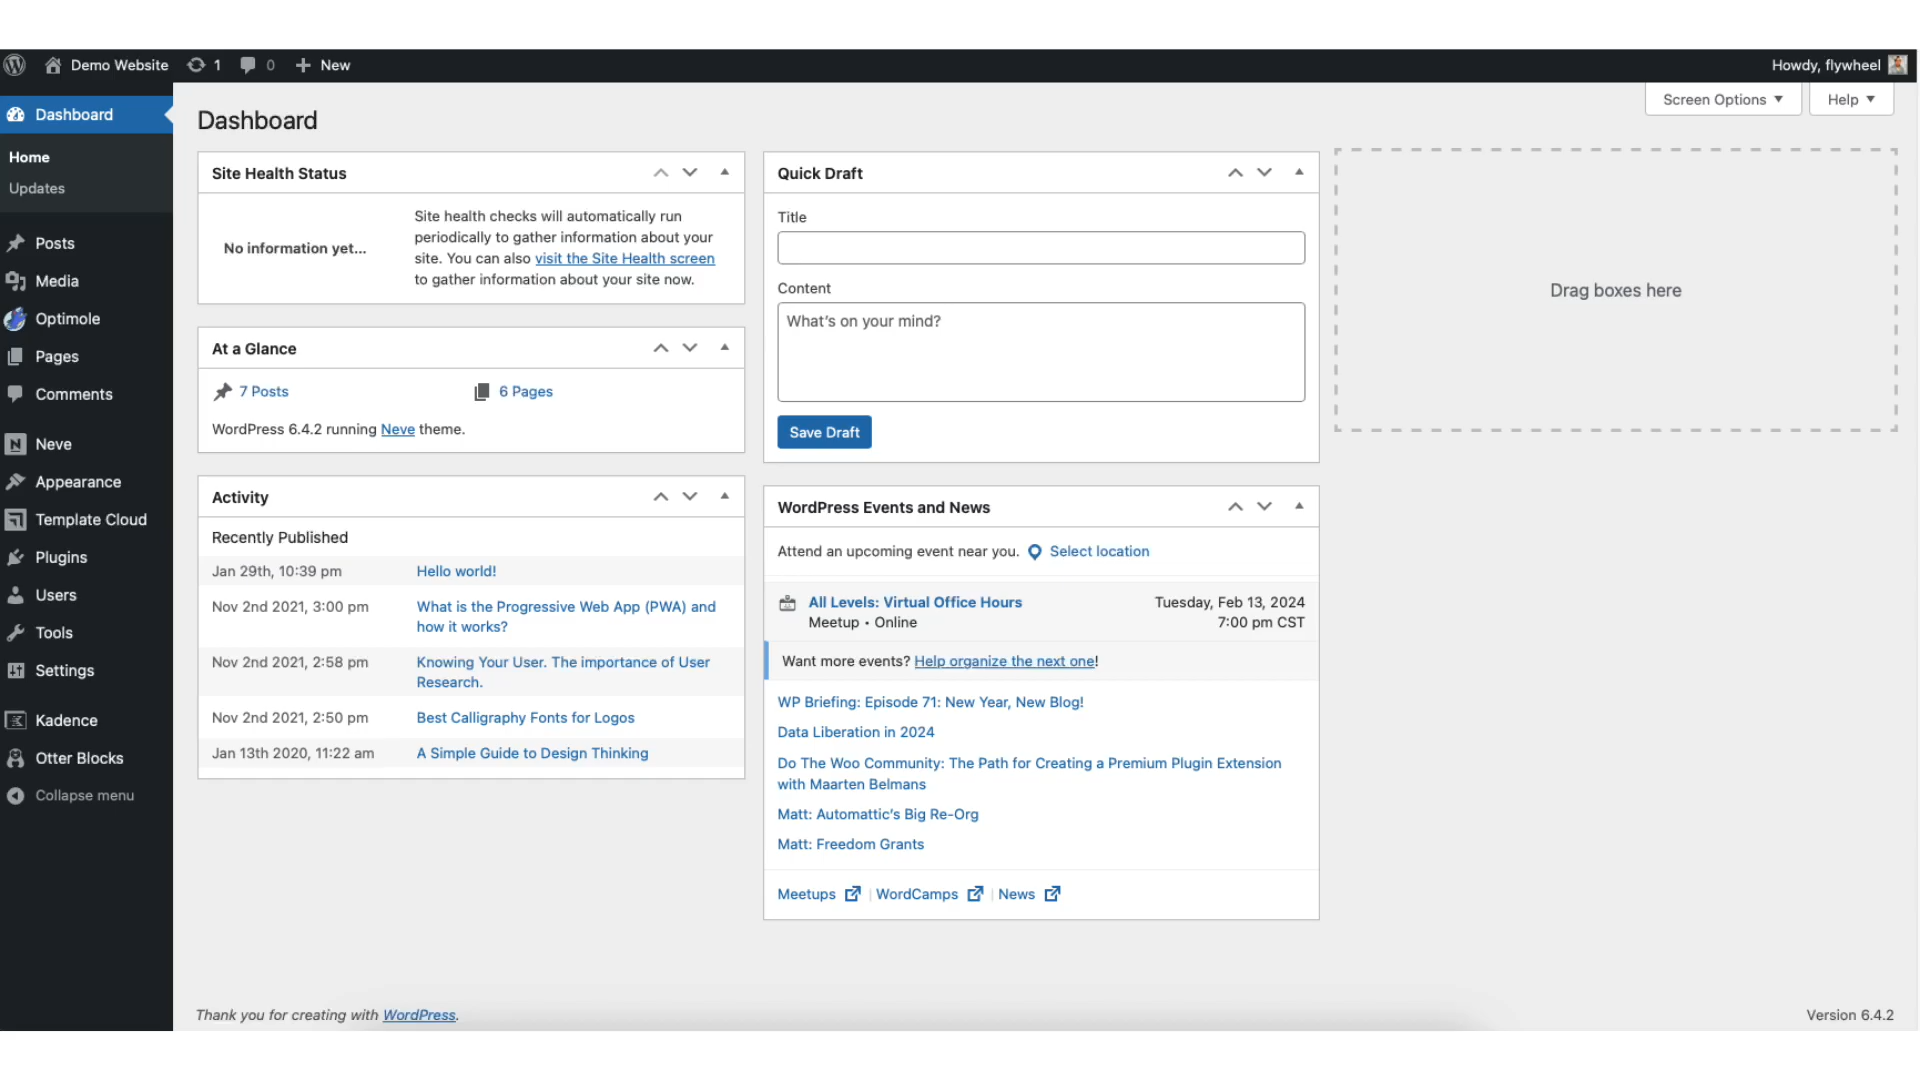 Demo Website 1 0 New Howdy, flywheel
Dashboard
Home
Updates
Posts
Media
Optimole
Pages
Comments
Neve
Appearance
Template Cloud
Plugins
Users
Tools
Settings
Kadence
Otter Blocks
Collapse menu
Screen Options Help
Dashboard
Site Health Status
No information yet...
Site health checks will automatically run
periodically to gather information about your
site. You can also visit the Site Health screen
to gather information about your site now.
At a Glance
7 Posts 6 Pages
WordPress 6.4.2 running Neve theme.
Activity
Recently Published
Jan 29th, 10:39 pm Hello world!
Nov 2nd 2021, 3:00 pm What is the Progressive Web App (PWA) and
how it works?
Nov 2nd 2021, 2:58 pm Knowing Your User. The importance of User
Research.
Nov 2nd 2021, 2:50 pm Best Calligraphy Fonts for Logos
Jan 13th 2020, 11:22 am A Simple Guide to Design Thinking
Quick Draft
Title
Content
What's on your mind?
Save Draft
WordPress Events and News
Attend an upcoming event near you. Select location
All Levels: Virtual Office Hours Tuesday, Feb 13, 2024
Meetup • Online 7:00 pm CST
Want more events? Help organize the next one!
WP Briefing: Episode 71: New Year, New Blog!
Data Liberation in 2024
Do The Woo Community: The Path for Creating a Premium Plugin Extension
with Maarten Belmans
Matt: Automattic's Big Re-Org
Matt: Freedom Grants
Meetups | WordCamps | News
Drag boxes here
Thank you for creating with WordPress. Version 6.4.2